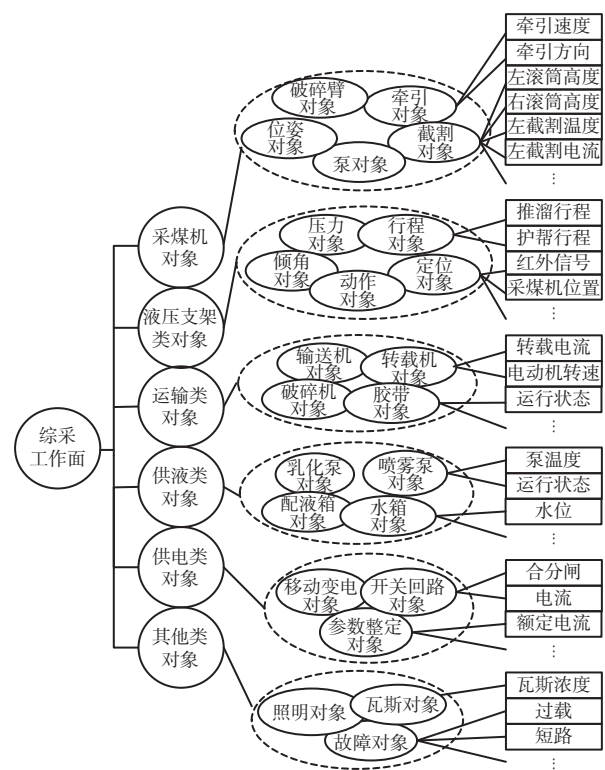 综采
工作面
采煤机
对象
液压支架
类对象
运输类
对象
供液类
对象
供电类
对象
其他类
对象
破碎臂
对象
牵引
对象
位姿
对象
截割
对象
泵对象
牵引速度
牵引方向
左滚筒高度
右滚筒高度
左截割温度
左截割电流
⋮
压力
对象
行程
对象
倾角
对象
定位
对象
动作
对象
推溜行程
护帮行程
红外信号
采煤机位置
⋮
输送机
对象
转载机
对象
破碎机
对象
胶带
对象
转载电流
电动机转速
运行状态
⋮
乳化泵
对象
喷雾泵
对象
配液箱
对象
水箱
对象
泵温度
运行状态
水位
⋮
移动变电
对象
开关回路
对象
参数整定
对象
合分闸
电流
额定电流
⋮
照明对象
瓦斯对象
故障对象
瓦斯浓度
过载
短路
⋮